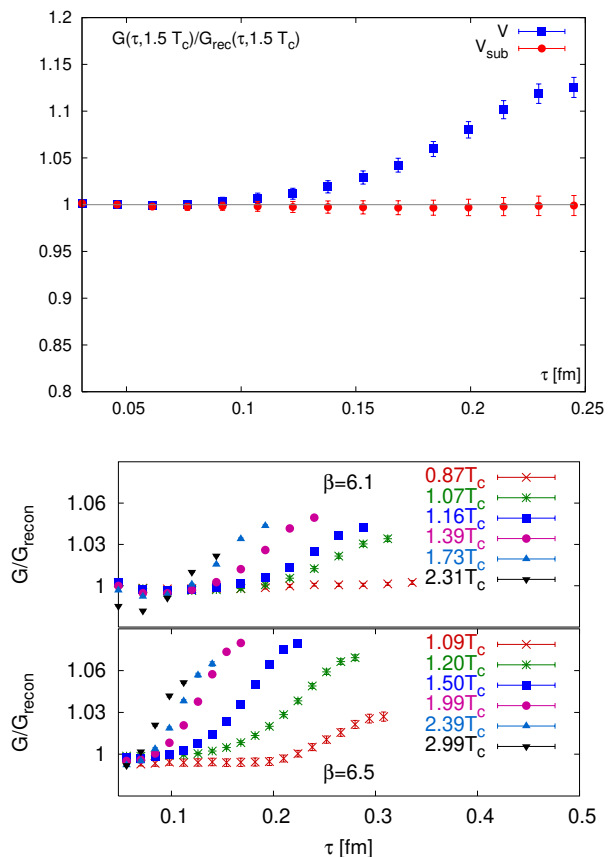 1.2
G(τ,1.5 T_c)/G_rec(τ,1.5 T_c)
V
V_sub
1.15
1.1
1.05
1
0.95
0.9
0.85
0.8
τ [fm]
0.05
0.1
0.15
0.2
0.25
β=6.1
0.87T_c
1.07T_c
1.16T_c
1.39T_c
1.73T_c
2.31T_c
G/G_recon
1.06
1.03
1
β=6.5
1.09T_c
1.20T_c
1.50T_c
1.99T_c
2.39T_c
2.99T_c
G/G_recon
1.06
1.03
1
0.1
0.2
0.3
0.4
0.5
τ [fm]